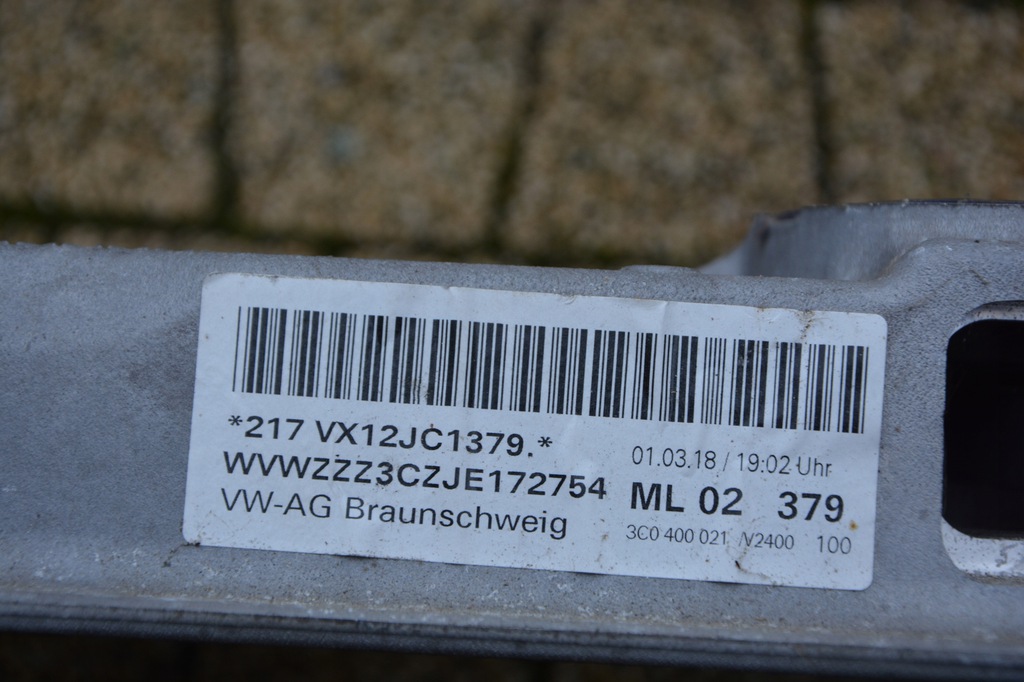 *217 VX12JC1379.*
01.03.18 / 19:02 Uhr
WVWZZZ3CZJE172754
ML 02 379
VW-AG Braunschweig
3C0 400 021 /V2400 100